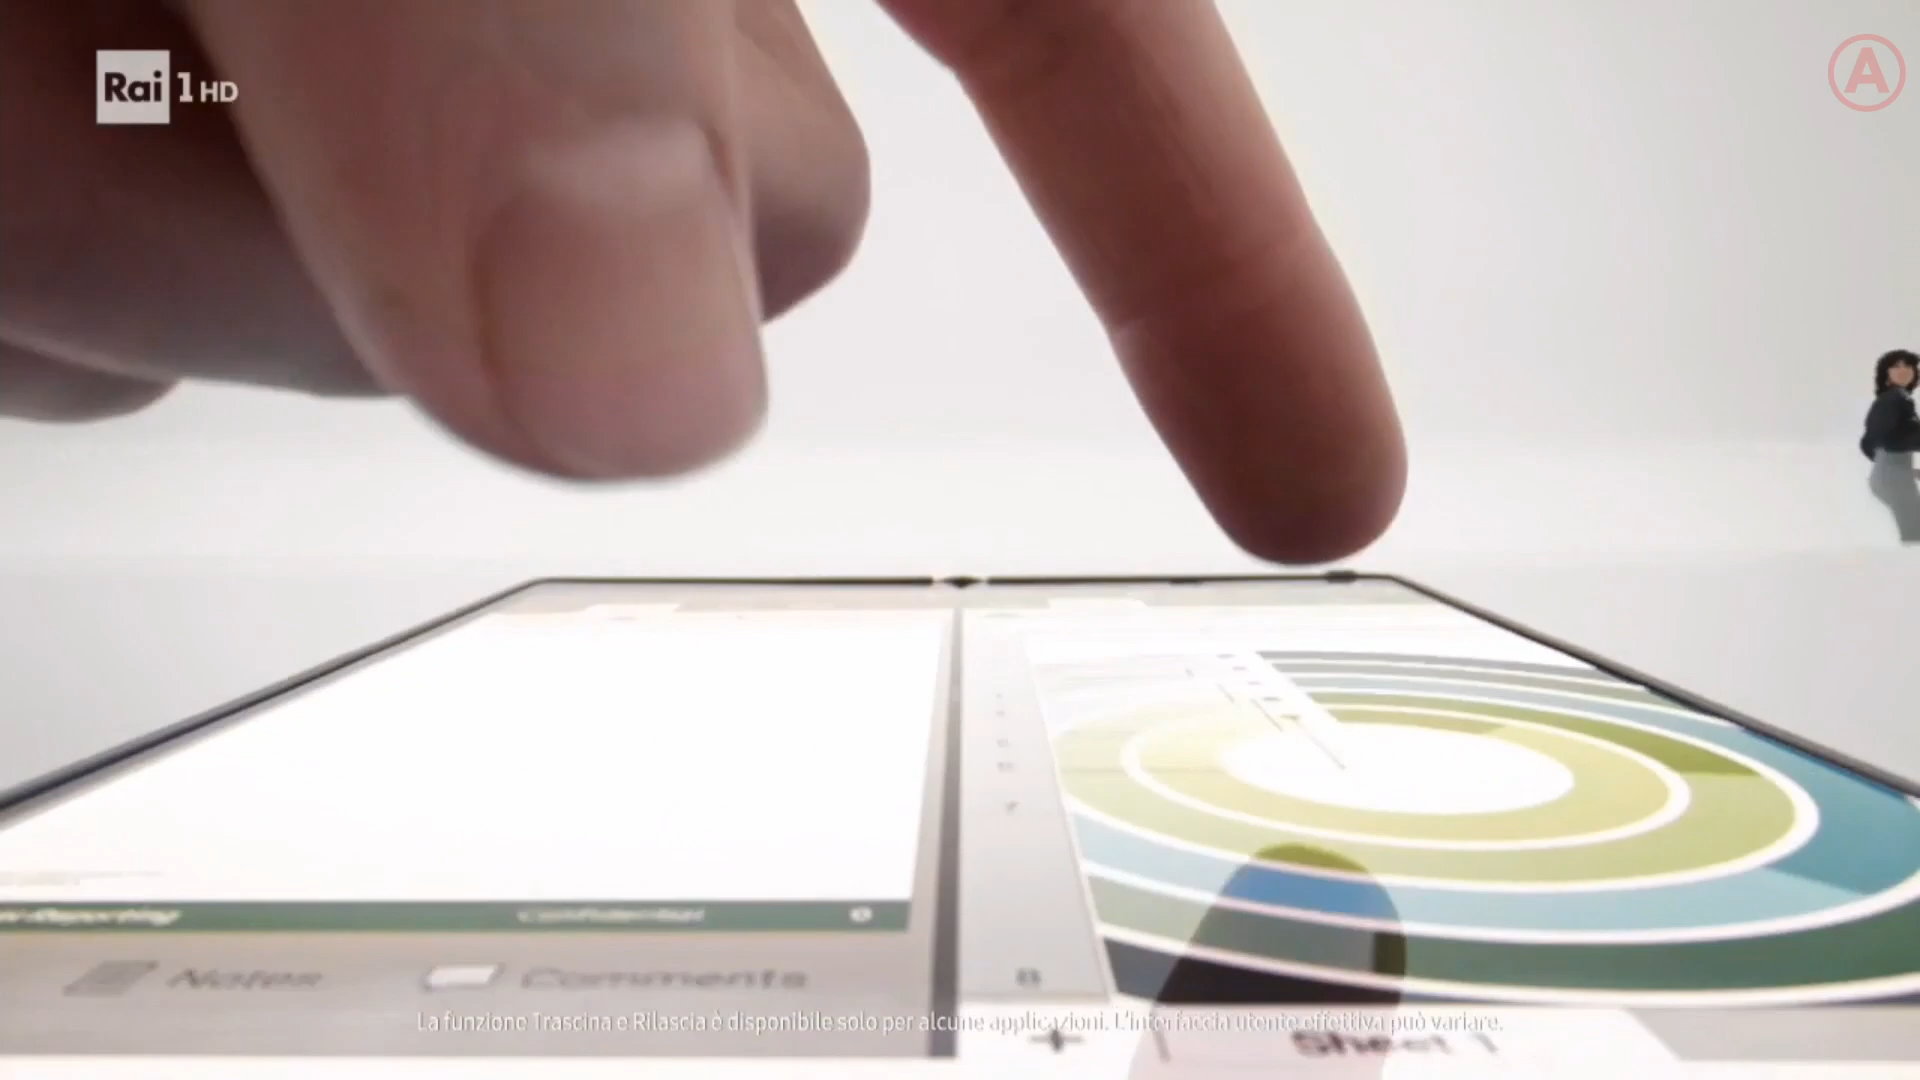 Rai 1 HD
A
Notes
Comments
B
La funzione Trascina e Rilascia è disponibile solo per alcune applicazioni. L'interfaccia utente effettiva può variare.
+
Sheet 1